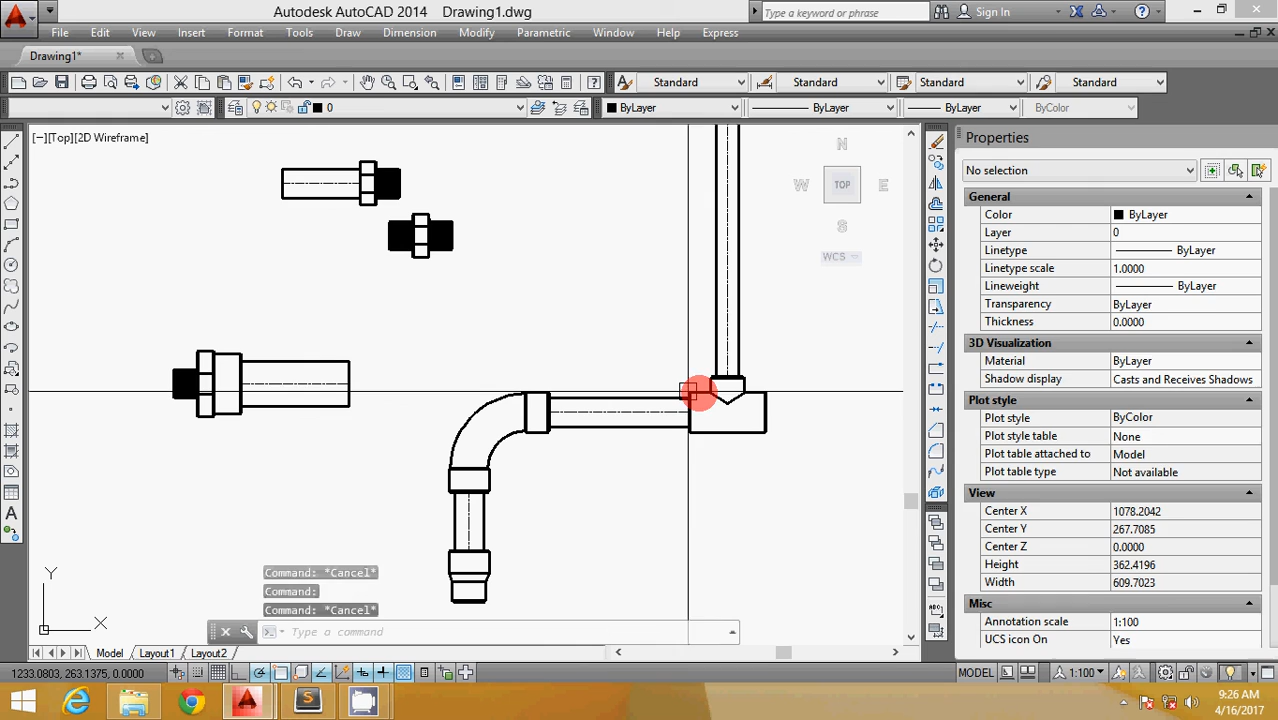 Autodesk AutoCAD 2014 Drawing1.dwg
Type a keyword or phrase
Sign In
File Edit View Insert Format Tools Draw Dimension Modify Parametric Window Help Express
Drawing1*
Standard Standard Standard Standard
0 ByLayer ByLayer ByLayer ByColor
[−][Top][2D Wireframe]
N
W TOP E
S
WCS
Properties
No selection
General
Color ByLayer
Layer 0
Linetype ByLayer
Linetype scale 1.0000
Lineweight ByLayer
Transparency ByLayer
Thickness 0.0000
3D Visualization
Material ByLayer
Shadow display Casts and Receives Shadows
Plot style
Plot style ByColor
Plot style table None
Plot table attached to Model
Plot table type Not available
View
Center X 1078.2042
Center Y 267.7085
Center Z 0.0000
Height 362.4196
Width 609.7023
Misc
Annotation scale 1:100
UCS icon On Yes
Command: *Cancel*
Command:
Command: *Cancel*
Type a command
Y
X
Model Layout1 Layout2
1233.0803, 263.1375, 0.0000
MODEL 1:100
9:26 AM
4/16/2017